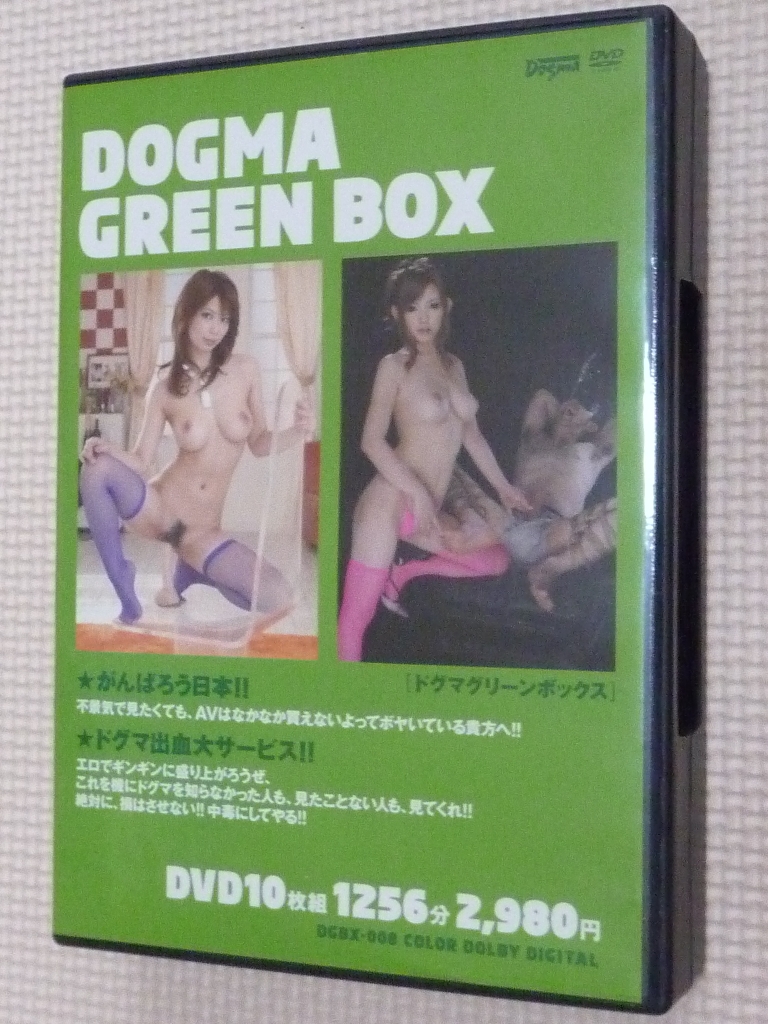 Dogma DVD
DOGMA
GREEN BOX
★がんばろう日本!!
[ドグマグリーンボックス]
不景気で見たくても、AVはなかなか買えないよってボヤいている貴方へ!!
★ドグマ出血大サービス!!
エロでギンギンに盛り上がろうぜ、
これを機にドグマを知らなかった人も、見たことない人も、見てくれ!!
絶対に、損はさせない!! 中毒にしてやる!!
DVD10枚組 1256分 2,980円
DGBX-008 COLOR DOLBY DIGITAL